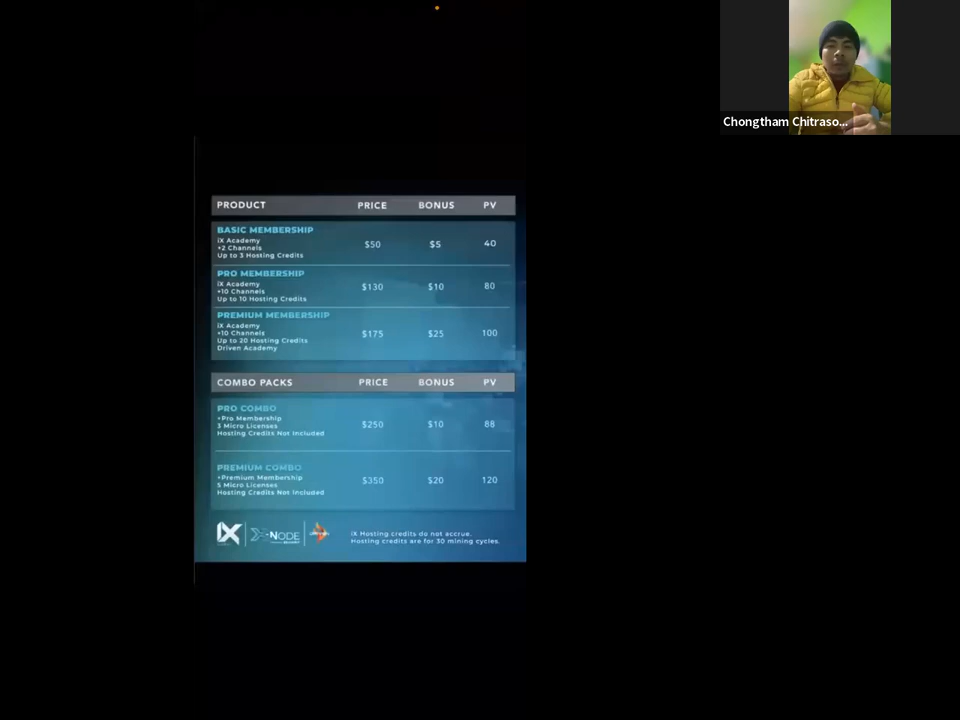 Chongtham Chitraso...
PRODUCT PRICE BONUS PV
BASIC MEMBERSHIP
iX Academy
+2 Channels
Up to 3 Hosting Credits
$50 $5 40
PRO MEMBERSHIP
iX Academy
+10 Channels
Up to 10 Hosting Credits
$130 $10 80
PREMIUM MEMBERSHIP
iX Academy
+10 Channels
Up to 20 Hosting Credits
Driven Academy
$175 $25 100
COMBO PACKS PRICE BONUS PV
PRO COMBO
+Pro Membership
3 Micro Licenses
Hosting Credits Not Included
$250 $10 88
PREMIUM COMBO
+Premium Membership
5 Micro Licenses
Hosting Credits Not Included
$350 $20 120
iX
NODE
iX Hosting credits do not accrue.
Hosting credits are for 30 mining cycles.